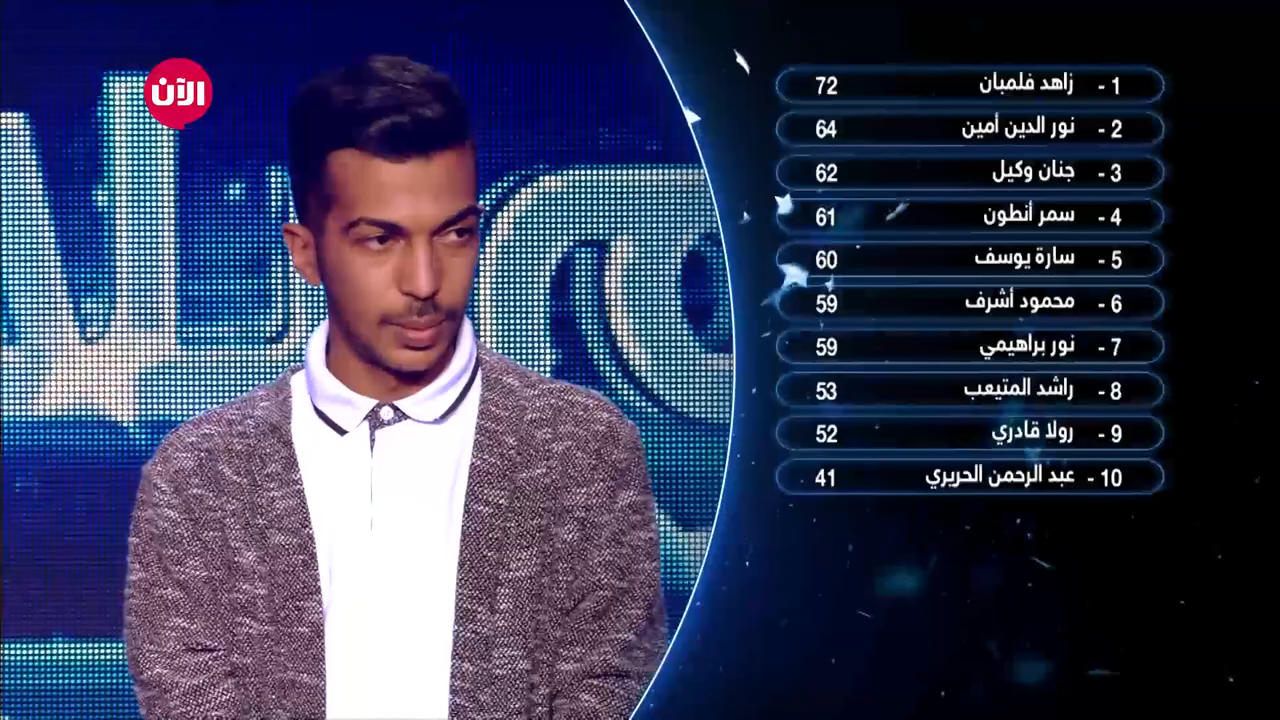 الآن
1 - زاهد فلمبان 72
2 - نور الدين أمين 64
3 - جنان وكيل 62
4 - سمر أنطون 61
5 - سارة يوسف 60
6 - محمود أشرف 59
7 - نور براهيمي 59
8 - راشد المتيعب 53
9 - رولا قادري 52
10 - عبد الرحمن الحريري 41